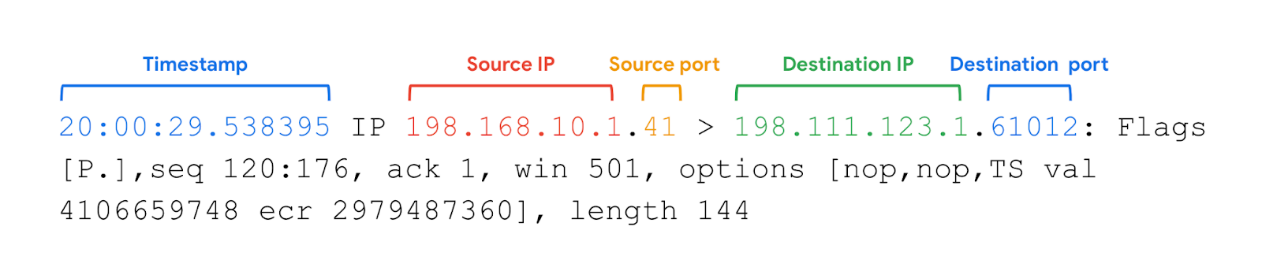 Timestamp Source IP Source port Destination IP Destination port
20:00:29.538395 IP 198.168.10.1.41 > 198.111.123.1.61012: Flags
[P.],seq 120:176, ack 1, win 501, options [nop,nop,TS val
4106659748 ecr 2979487360], length 144